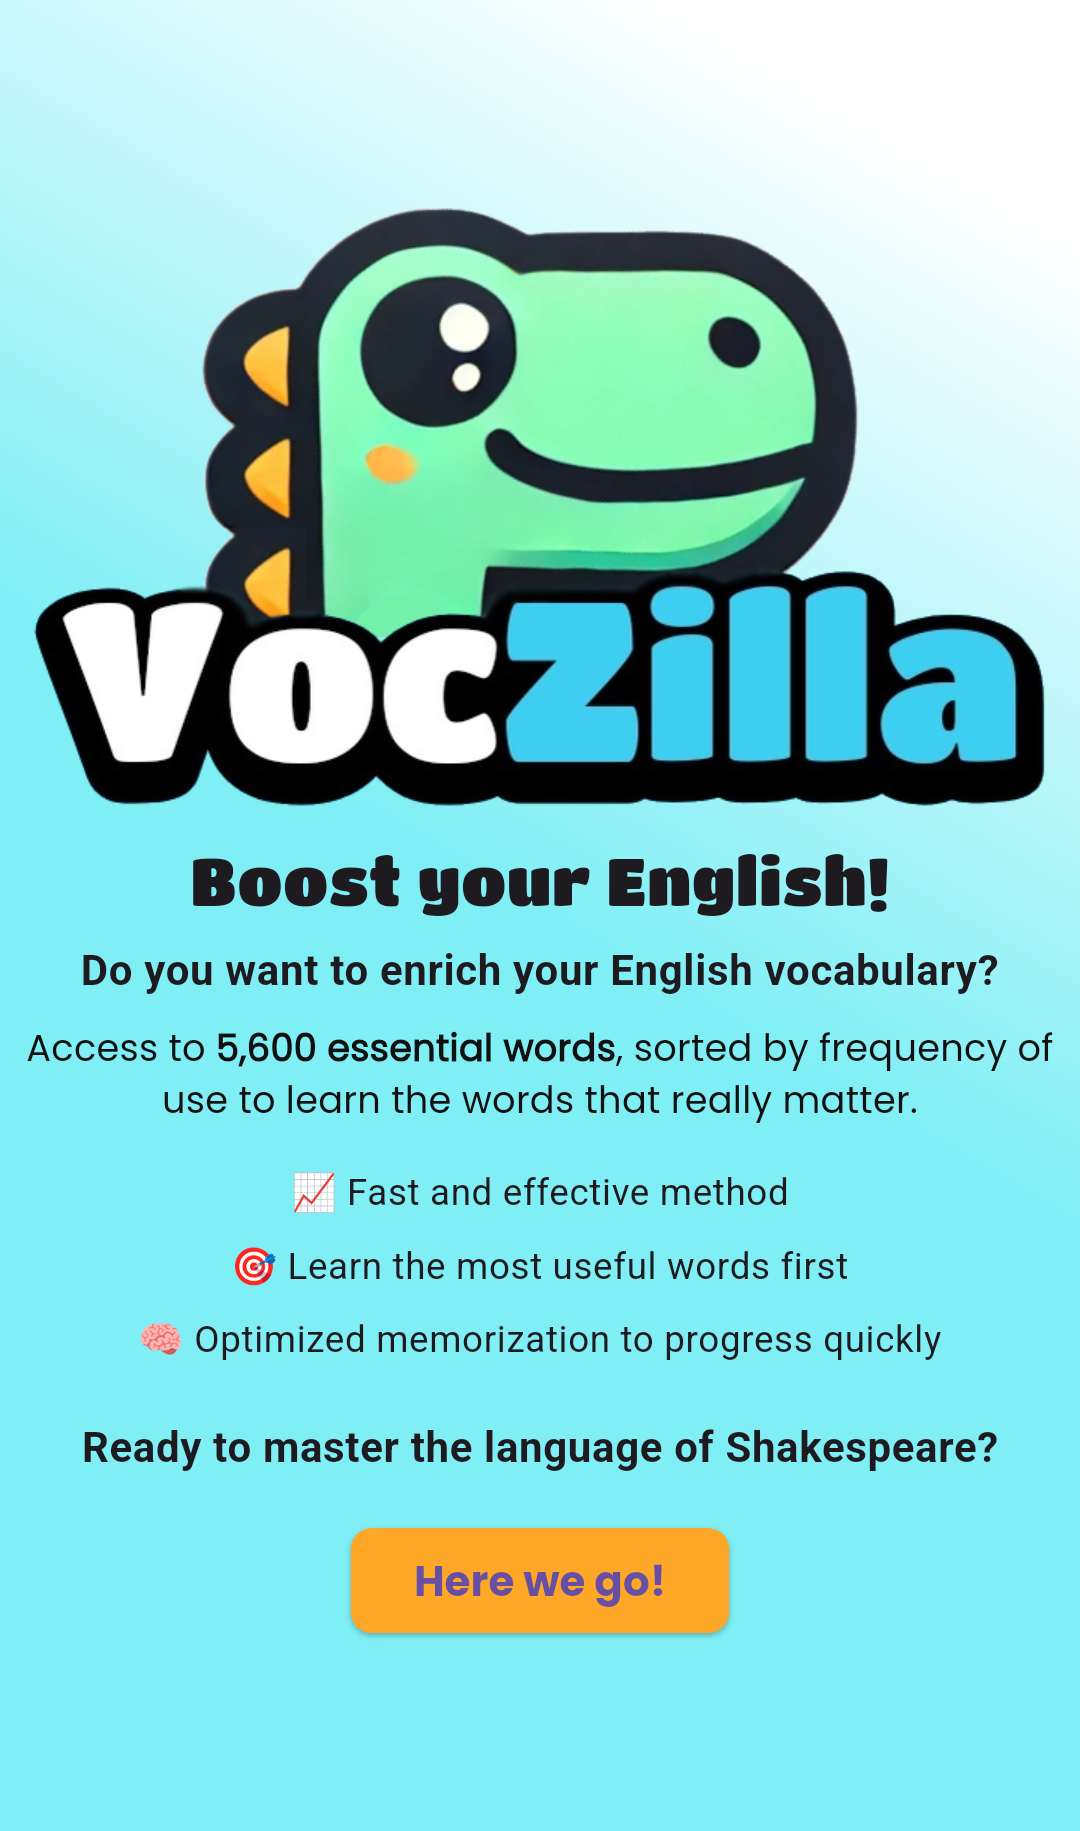 VocZilla
Boost your English!
Do you want to enrich your English vocabulary?
Access to 5,600 essential words, sorted by frequency of
use to learn the words that really matter.
📈 Fast and effective method
🎯 Learn the most useful words first
🧠 Optimized memorization to progress quickly
Ready to master the language of Shakespeare?
Here we go!